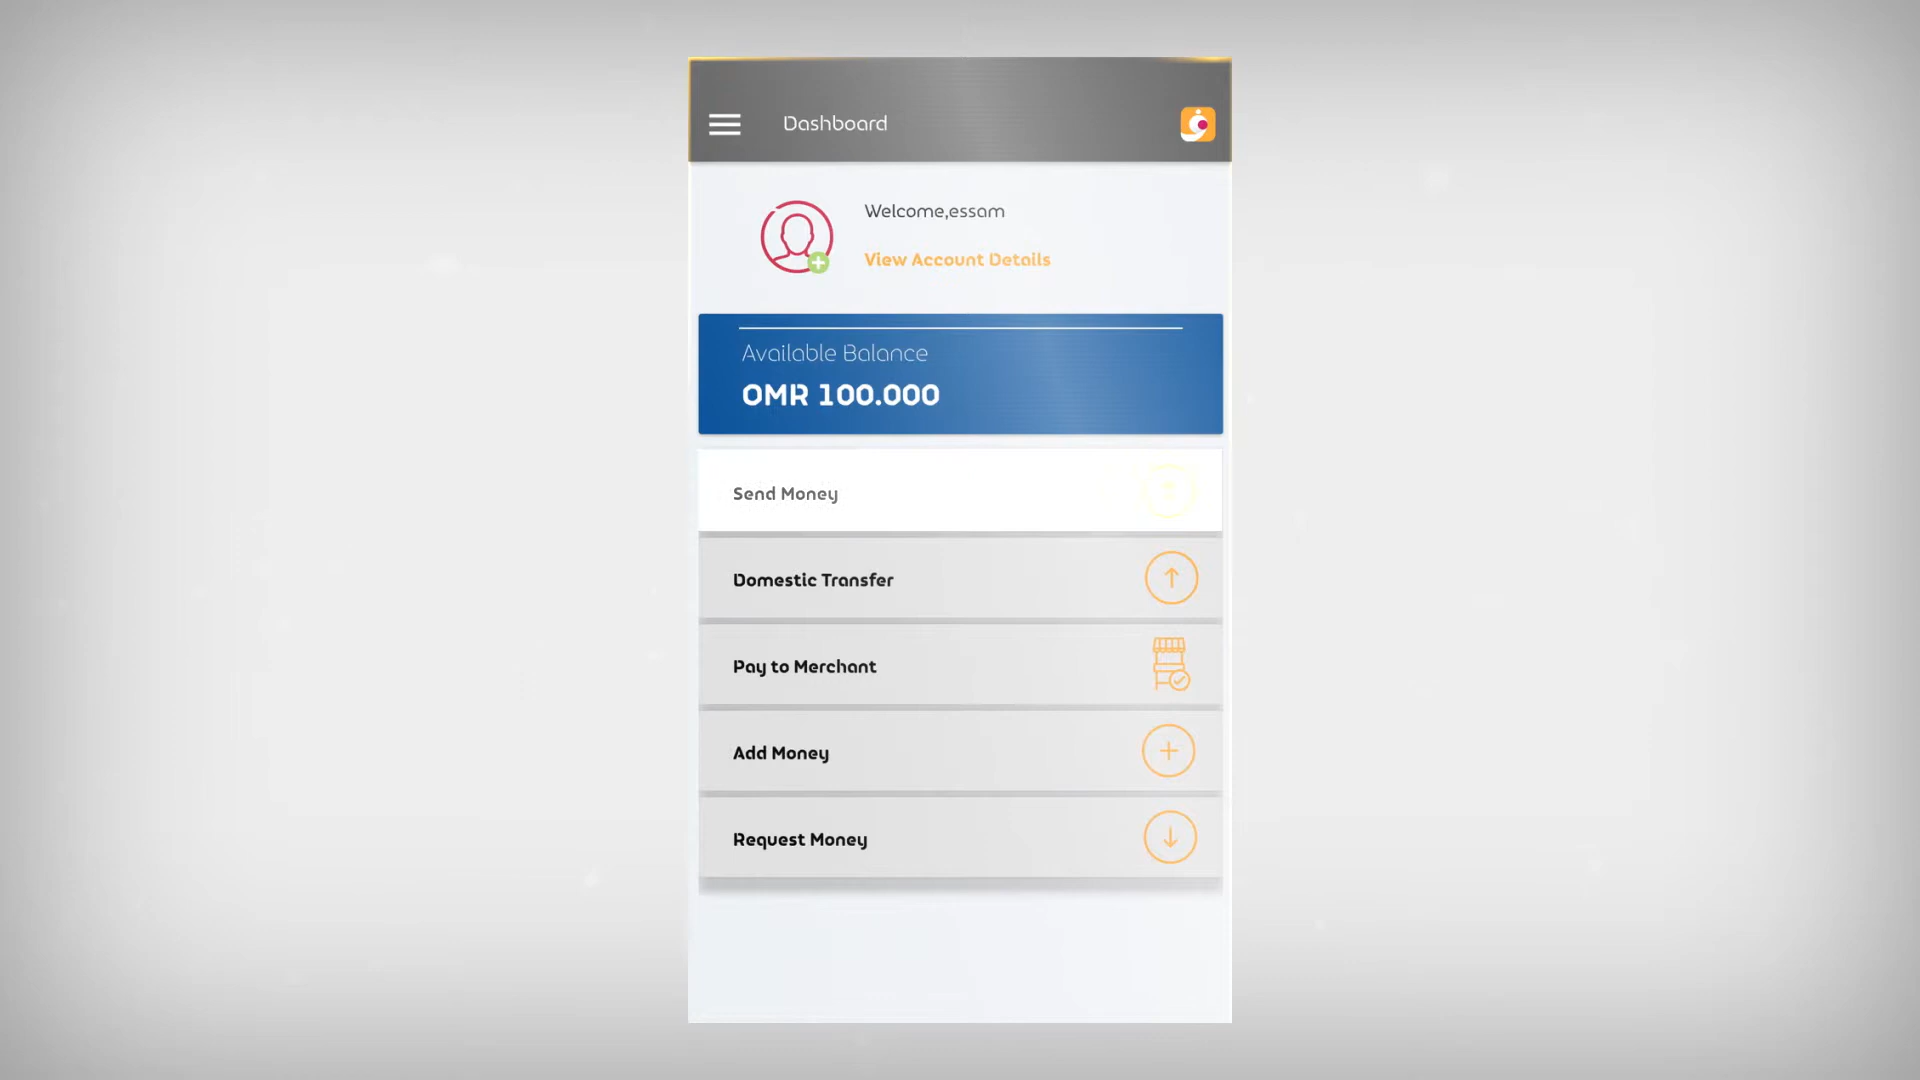 Dashboard
Welcome,essam
View Account Details
Available Balance
OMR 100.000
Send Money
Domestic Transfer
Pay to Merchant
Add Money
Request Money